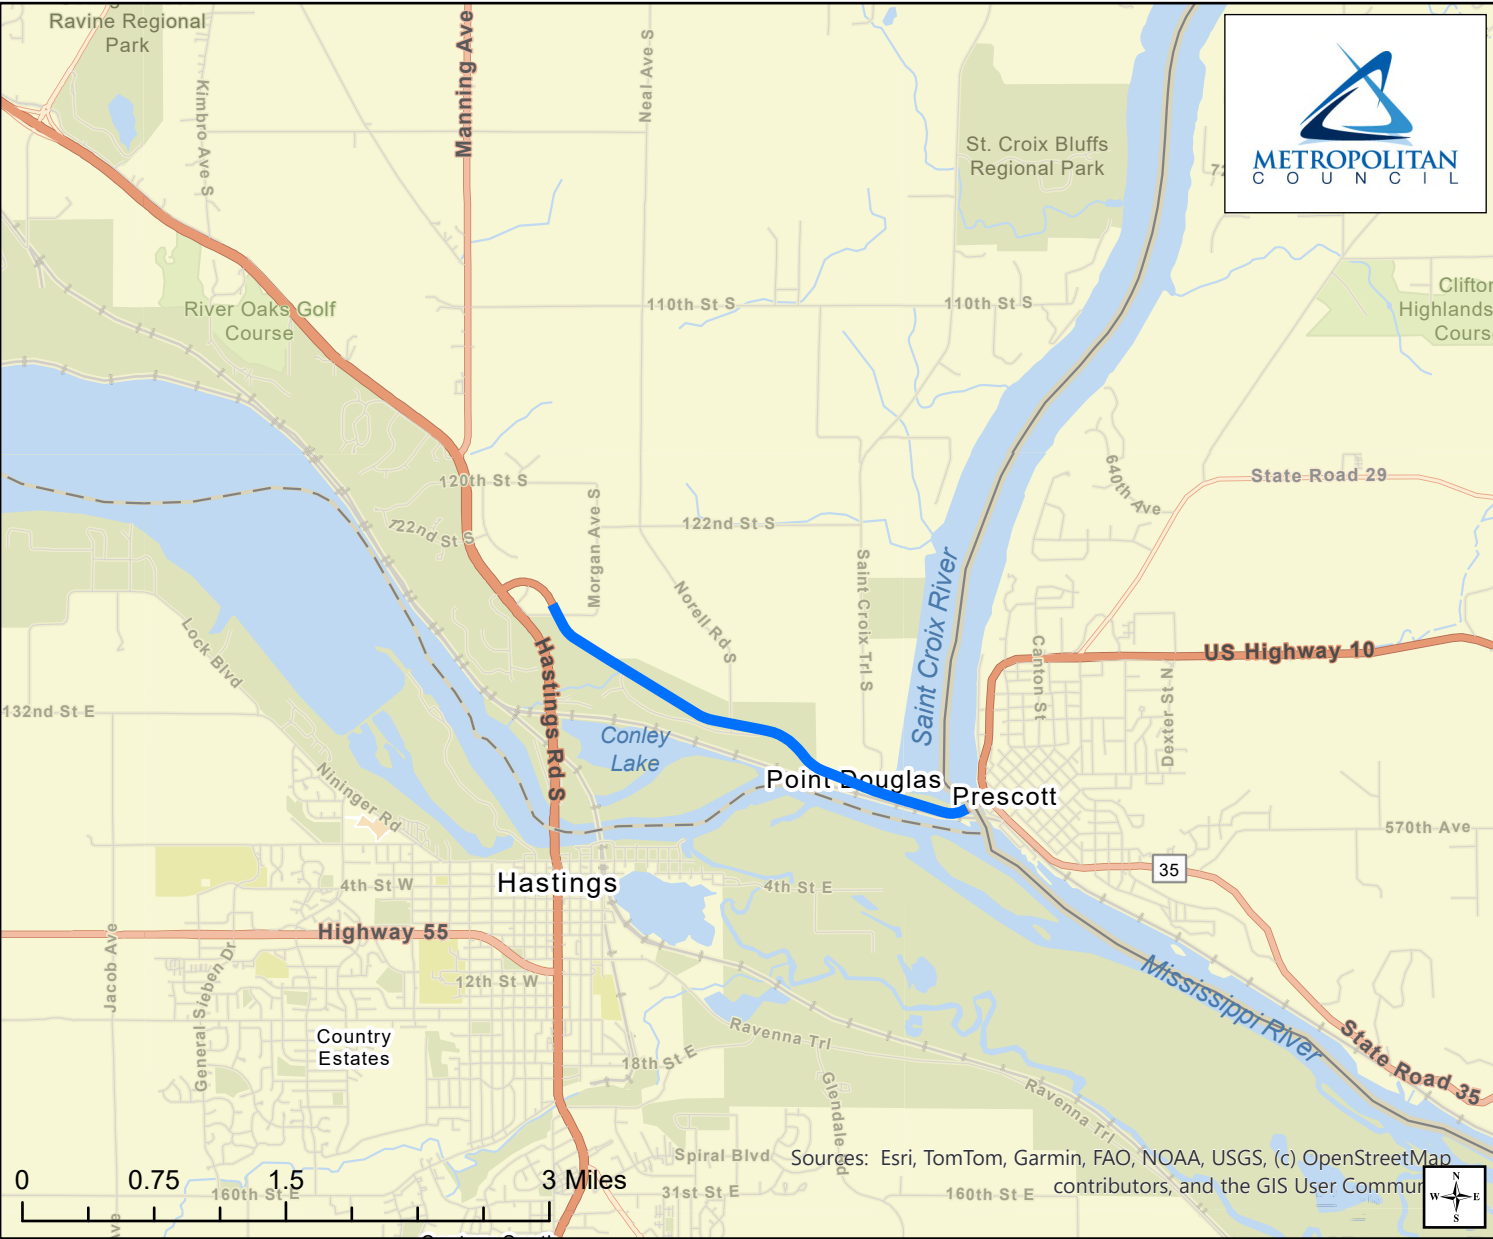 Ravine Regional
Park
Kimbro Ave S
Manning Ave
Neal Ave S
St. Croix Bluffs
Regional Park
METROPOLITAN
COUNCIL
River Oaks Golf
Course
110th St S
110th St S
Highlands
120th St S
122nd St S
Morgan Ave S
Norell Rd S
Saint Croix Trl S
Saint Croix River
640th Ave
State Road 29
US Highway 10
Canton St
Dexter St N
Lock Blvd
132nd St E
Hastings Rd S
Conley
Lake
Point Douglas
Prescott
Nininger Rd
570th Ave
35
Hastings
4th St W
4th St E
Highway 55
Jacob Ave
General Sieben Dr
12th St W
Country
Estates
Mississippi River
State Road 35
Ravenna Trl
18th St E
Glendale
Ravenna Trl
Spiral Blvd
31st St E
160th St E
160th St E
0 0.75 1.5 3 Miles
Sources: Esri, TomTom, Garmin, FAO, NOAA, USGS, (c) OpenStreetMap
contributors, and the GIS User
N
W E
S